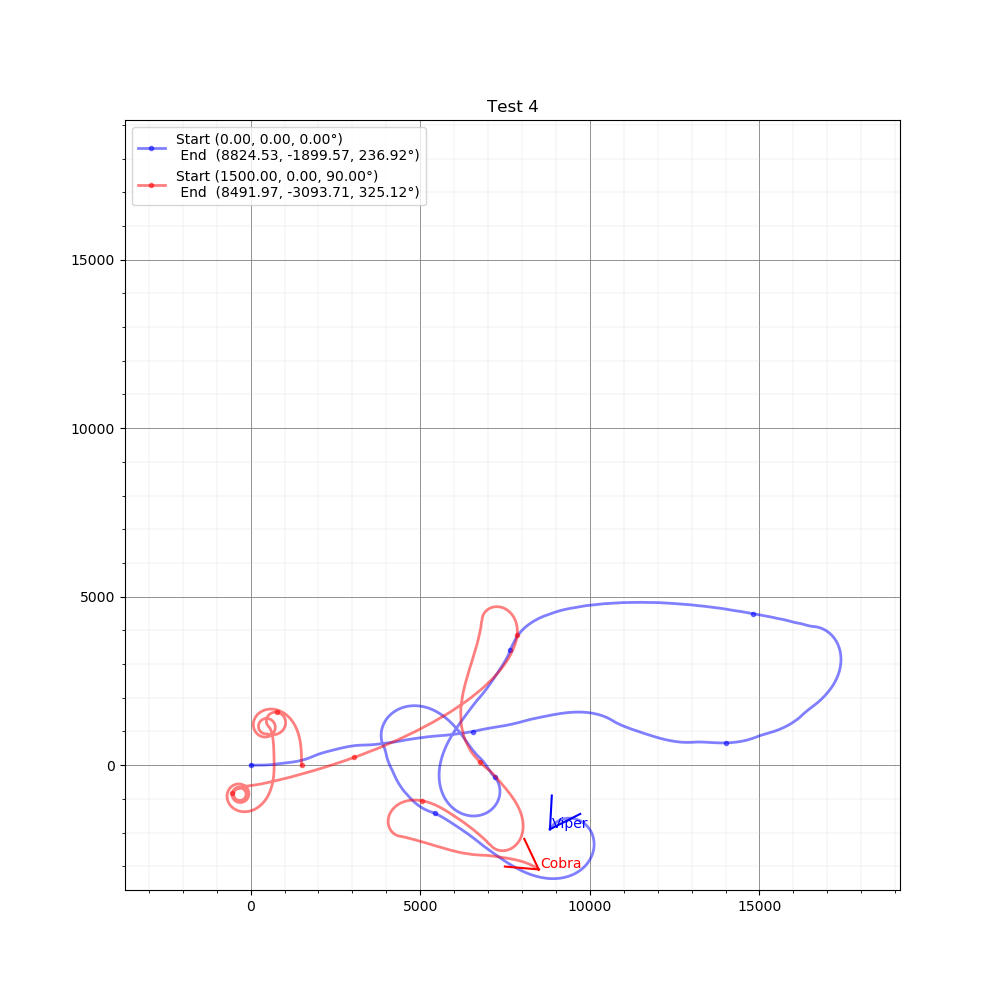 Test 4
Start (0.00, 0.00, 0.00°)
End (8824.53, -1899.57, 236.92°)
Start (1500.00, 0.00, 90.00°)
End (8491.97, -3093.71, 325.12°)
15000
10000
5000
0
Viper
Cobra
0 5000 10000 15000